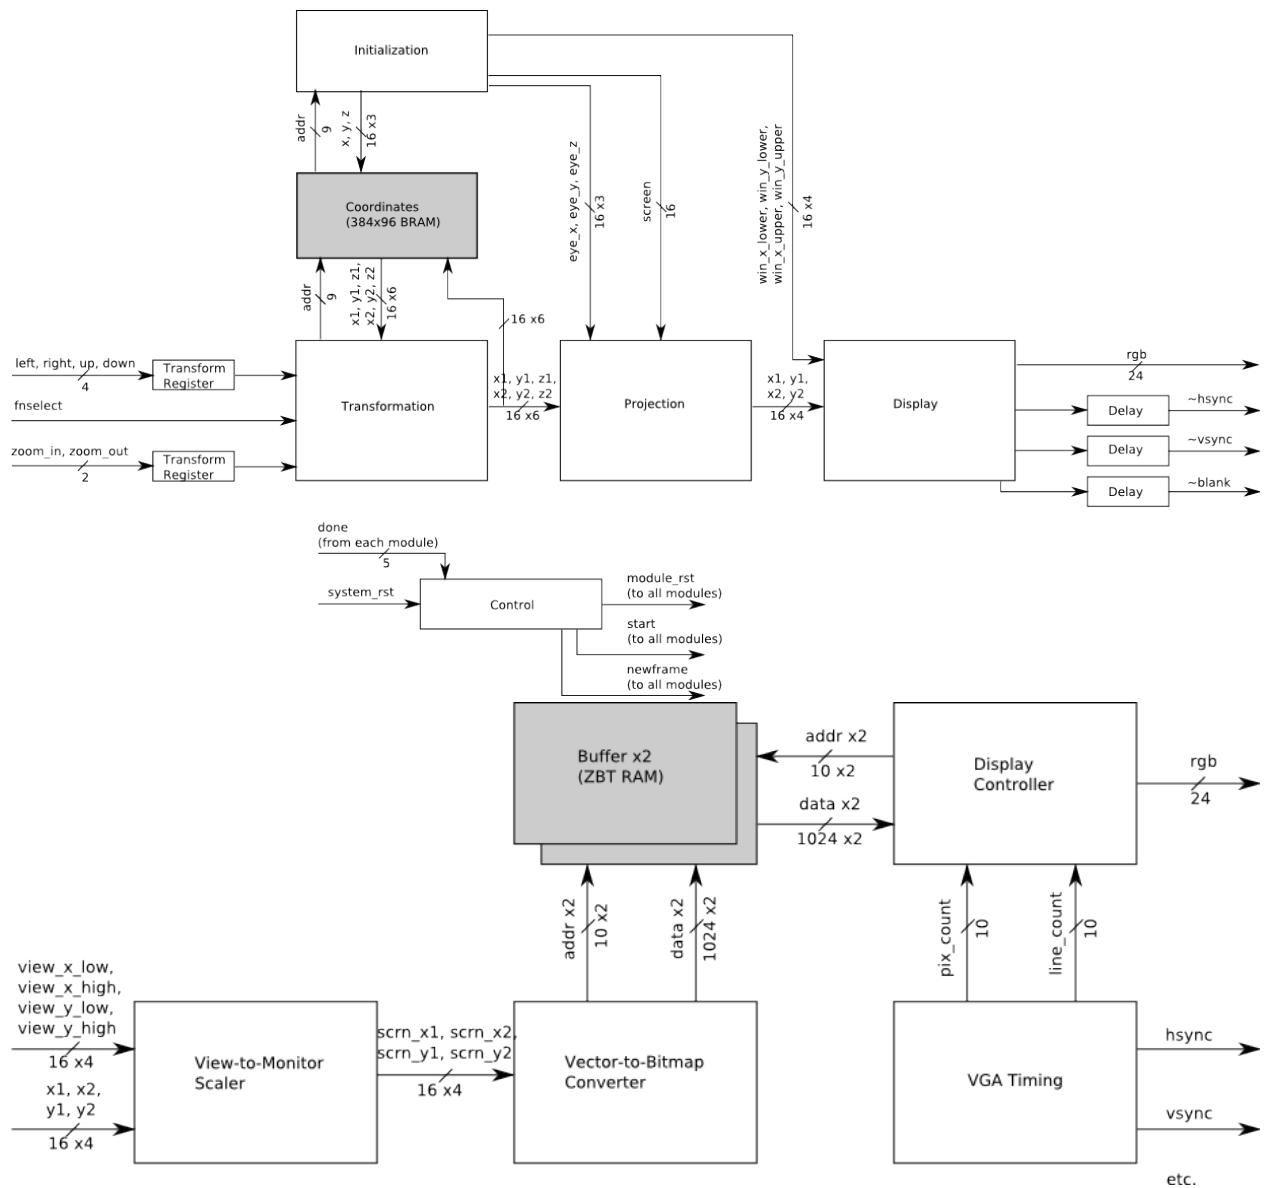 Initialization
addr
9
x, y, z
16 x3
eye_x, eye_y, eye_z
16 x3
screen
16
win_x_lower, win_y_lower,
win_x_upper, win_y_upper
16 x4
Coordinates
(384x96 BRAM)
addr
9
x1, y1, z1,
x2, y2, z2
16 x6
16 x6
left, right, up, down
4
Transform
Register
fnselect
zoom_in, zoom_out
2
Transform
Register
Transformation
x1, y1, z1,
x2, y2, z2
16 x6
Projection
x1, y1,
x2, y2
16 x4
Display
rgb
24
Delay
~hsync
Delay
~vsync
Delay
~blank
done
(from each module)
5
system_rst
Control
module_rst
(to all modules)
start
(to all modules)
newframe
(to all modules)
Buffer x2
(ZBT RAM)
addr x2
10 x2
data x2
1024 x2
Display
Controller
rgb
24
addr x2
10 x2
data x2
1024 x2
pix_count
10
line_count
10
view_x_low,
view_x_high,
view_y_low,
view_y_high
16 x4
x1, x2,
y1, y2
16 x4
View-to-Monitor
Scaler
scrn_x1, scrn_x2,
scrn_y1, scrn_y2
16 x4
Vector-to-Bitmap
Converter
VGA Timing
hsync
vsync
etc.